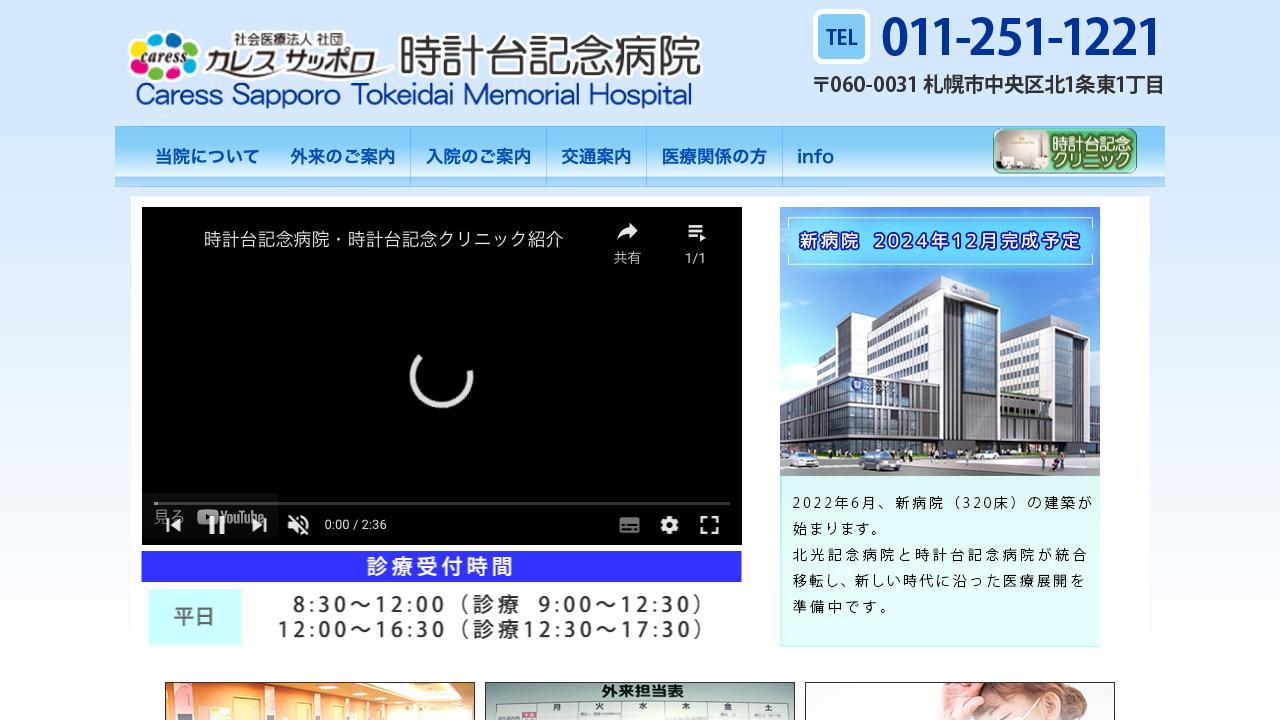 caress
社会医療法人 社団
カレス サッポロ 時計台記念病院
Caress Sapporo Tokeidai Memorial Hospital
TEL 011-251-1221
〒060-0031 札幌市中央区北1条東1丁目
当院について 外来のご案内 入院のご案内 交通案内 医療関係の方 info
時計台記念
クリニック
時計台記念病院・時計台記念クリニック紹介
共有 1/1
見る YouTube
0:00 / 2:36
診療受付時間
平日
8:30～12:00（診療 9:00～12:30）
12:00～16:30（診療12:30～17:30）
新病院 2024年12月完成予定
2022年6月、新病院（320床）の建築が
始まります。
北光記念病院と時計台記念病院が統合
移転し、新しい時代に沿った医療展開を
準備中です。
外来担当表
月 火 水 木 金 土